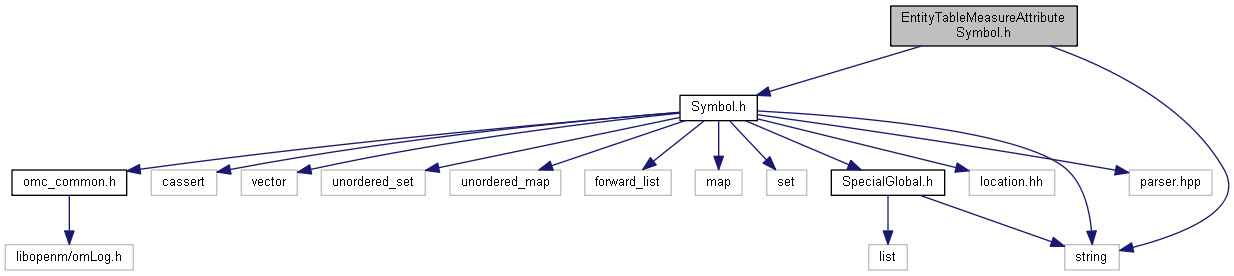 EntityTableMeasureAttribute
Symbol.h
Symbol.h
omc_common.h
cassert
vector
unordered_set
unordered_map
forward_list
map
set
SpecialGlobal.h
location.hh
parser.hpp
libopenm/omLog.h
list
string